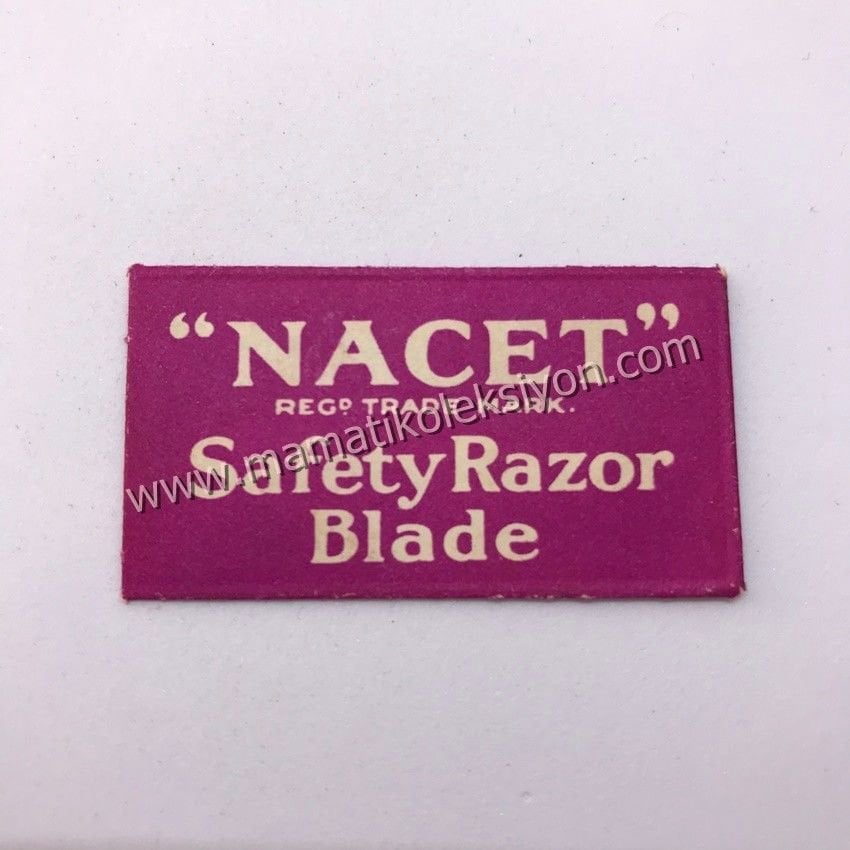 “NACET”
REGD TRADE MARK.
Safety Razor
Blade
www.mamatikoleksiyon.com